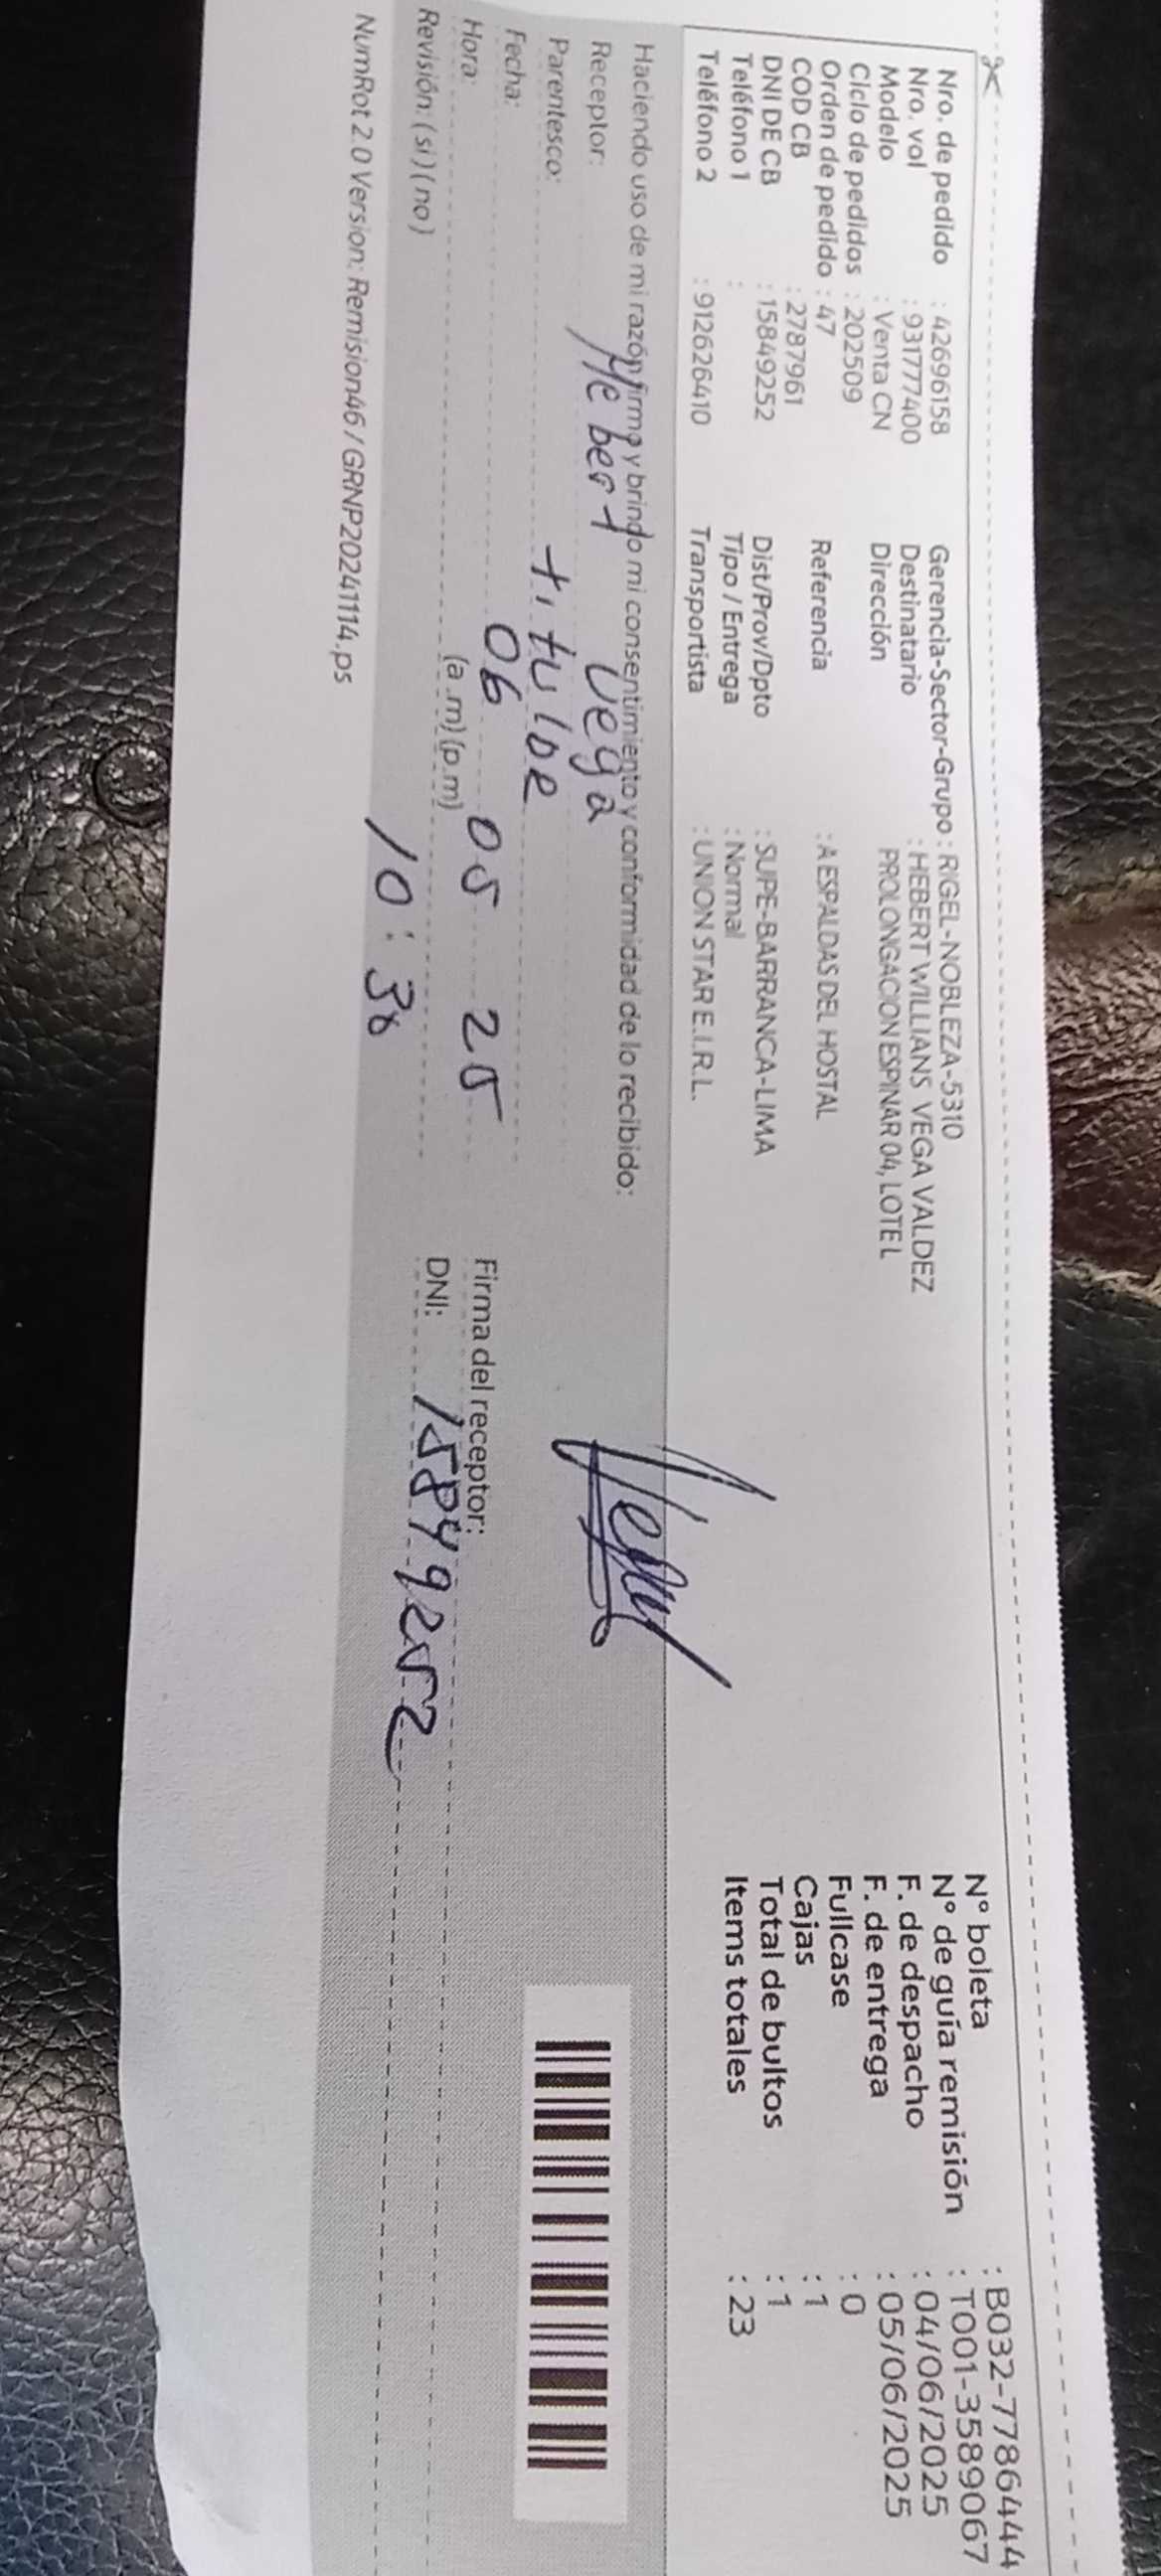 Nro. de pedido : 42696158
Nro. vol : 931777400
Modelo : Venta CN
Ciclo de pedidos : 202509
Orden de pedido : 47
COD CB : 2787961
DNI DE CB : 15849252
Teléfono 1 :
Teléfono 2 : 912626410
Gerencia-Sector-Grupo : RIGEL-NOBLEZA-5310
Destinatario : HEBERT WILLIANS VEGA VALDEZ
Dirección PROLONGACION ESPINAR 04, LOTE L
Referencia : A ESPALDAS DEL HOSTAL
Dist/Prov/Dpto : SUPE-BARRANCA-LIMA
Tipo / Entrega : Normal
Transportista : UNION STAR E.I.R.L.
N° boleta : B032-77864444
N° de guía remisión : T001-3589067
F. de despacho : 04/06/2025
F. de entrega : 05/06/2025
Fullcase : 0
Cajas : 1
Total de bultos : 1
Items totales : 23
Haciendo uso de mi razón firmo y brindo mi consentimiento y conformidad de lo recibido:
Receptor: Hebert Vega
Parentesco: titular
Fecha: 06 05 25
Hora: (a.m) (p.m) 10:30
Revisión: (si) (no)
Firma del receptor:
DNI: 15849252
NumRot 2.0 Version: Remision46 / GRNP20241114.ps